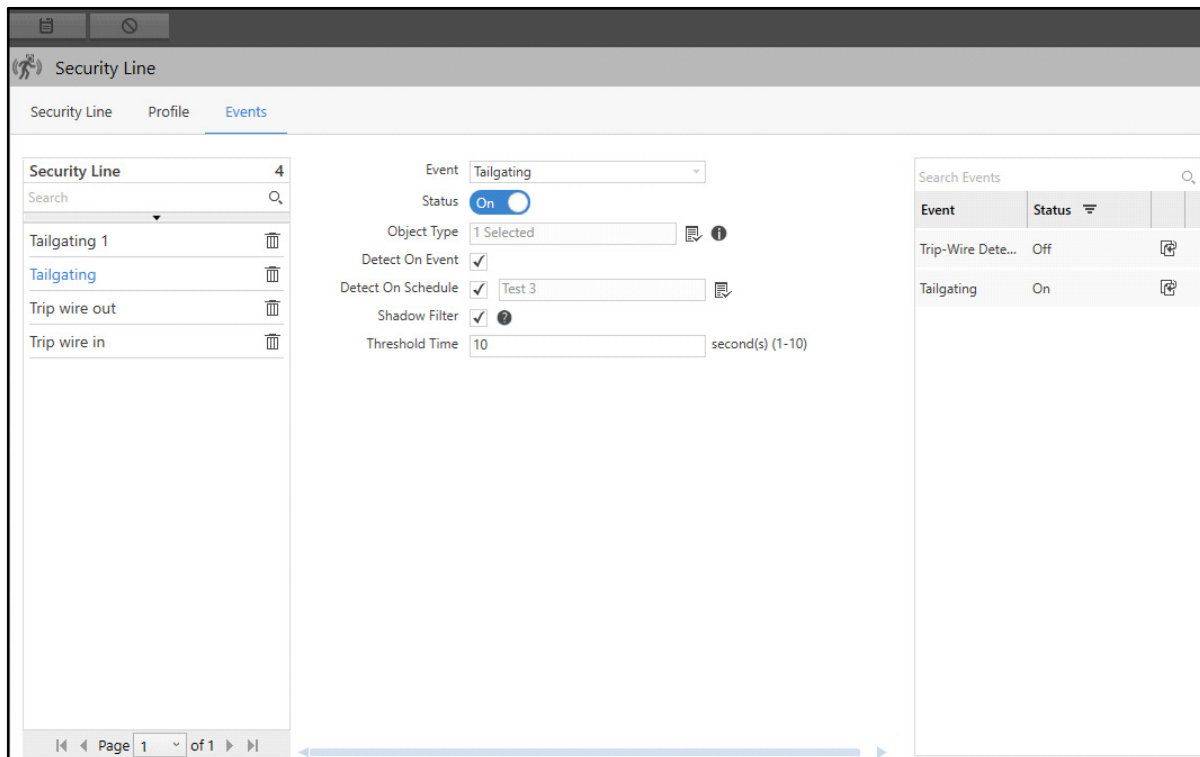 Security Line
Security Line Profile Events
Security Line 4
Search
Tailgating 1
Tailgating
Trip wire out
Trip wire in
Page 1 of 1
Event Tailgating
Status On
Object Type 1 Selected
Detect On Event
Detect On Schedule Test 3
Shadow Filter
Threshold Time 10 second(s) (1-10)
Search Events
Event Status
Trip-Wire Dete... Off
Tailgating On